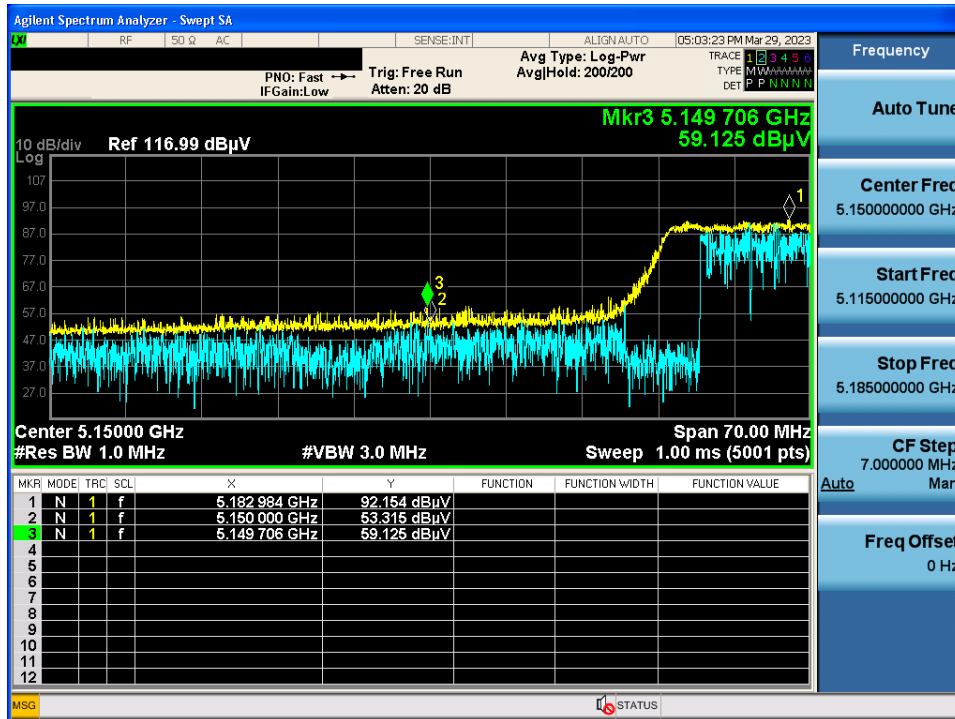 Agilent Spectrum Analyzer - Swept SA
LXI RF 50 Ω AC SENSE:INT ALIGN AUTO 05:03:23 PM Mar 29, 2023
Frequency
PNO: Fast Trig: Free Run Avg Type: Log-Pwr TRACE 1 2 3 4 5 6
IFGain:Low Atten: 20 dB Avg|Hold: 200/200 TYPE M WWWWW
DET P P N N N N
Auto Tune
Mkr3 5.149 706 GHz
59.125 dBµV
10 dB/div Ref 116.99 dBµV
Log
107
97.0
87.0
77.0
67.0
57.0
47.0
37.0
27.0
1
3
2
Center Freq
5.150000000 GHz
Start Freq
5.115000000 GHz
Stop Freq
5.185000000 GHz
Center 5.15000 GHz Span 70.00 MHz
#Res BW 1.0 MHz #VBW 3.0 MHz Sweep 1.00 ms (5001 pts)
CF Step
7.000000 MHz
Auto Man
MKR MODE TRC SCL X Y FUNCTION FUNCTION WIDTH FUNCTION VALUE
1 N 1 f 5.182 984 GHz 92.154 dBµV
2 N 1 f 5.150 000 GHz 53.315 dBµV
3 N 1 f 5.149 706 GHz 59.125 dBµV
4
5
6
7
8
9
10
11
12
Freq Offset
0 Hz
MSG STATUS